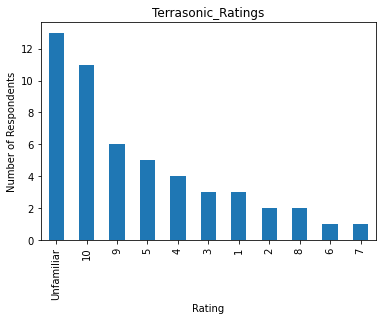 Terrasonic_Ratings
Number of Respondents
12
10
8
6
4
2
0
Unfamiliar 10 9 5 4 3 1 2 8 6 7
Rating